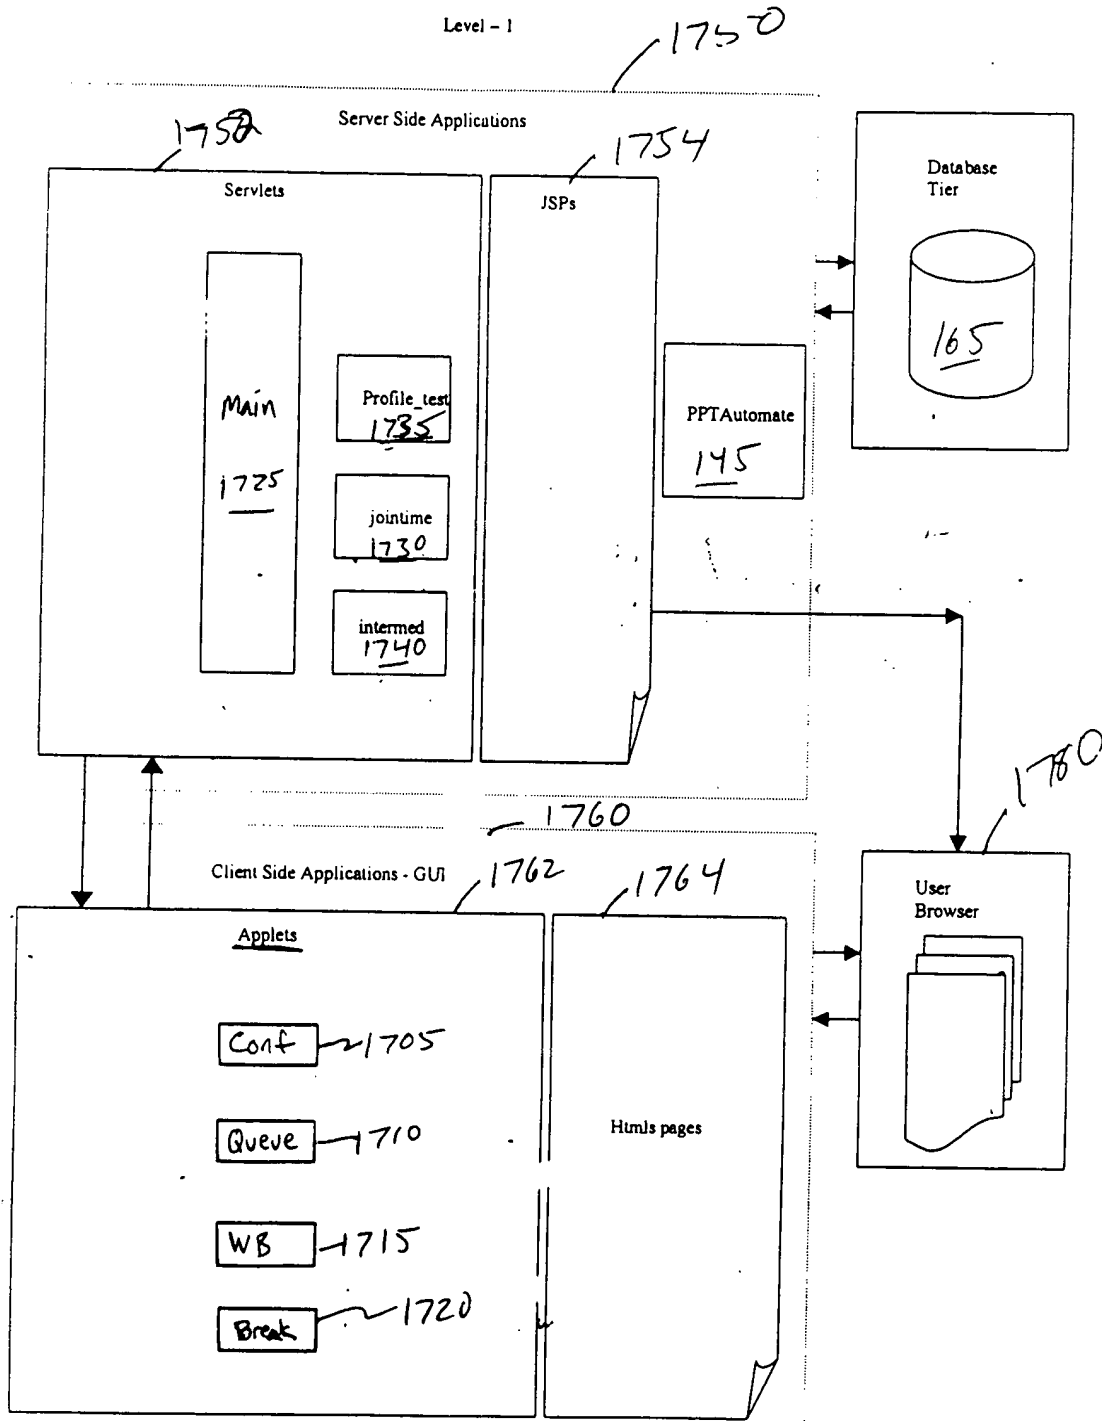 Level – 1
1750
Server Side Applications
1752
1754
Servlets
JSPs
Database
Tier
165
Main
1725
Profile_test
1735
PPTAutomate
145
jointime
1730
intermed
1740
1780
1760
Client Side Applications - GUI
1762
1764
User
Browser
Applets
Conf
1705
Queue
1710
Htmls pages
WB
1715
Break
1720